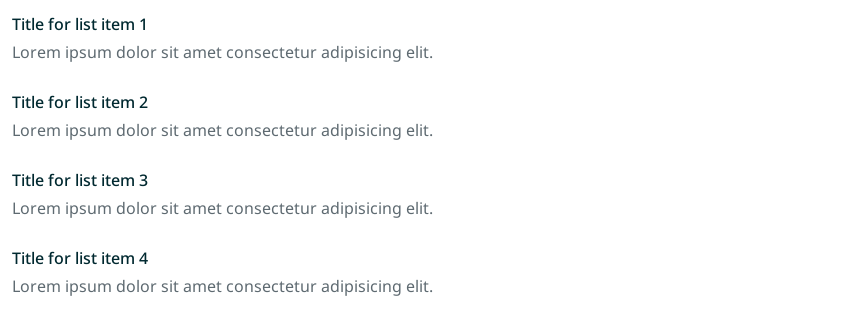 Title for list item 1
Lorem ipsum dolor sit amet consectetur adipisicing elit.
Title for list item 2
Lorem ipsum dolor sit amet consectetur adipisicing elit.
Title for list item 3
Lorem ipsum dolor sit amet consectetur adipisicing elit.
Title for list item 4
Lorem ipsum dolor sit amet consectetur adipisicing elit.